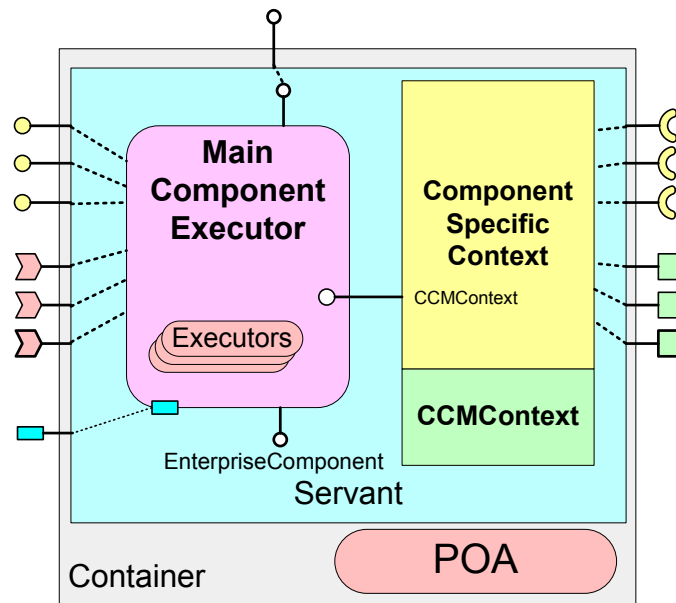 Main
Component
Executor
Component
Specific
Context
CCMContext
Executors
CCMContext
EnterpriseComponent
Servant
POA
Container